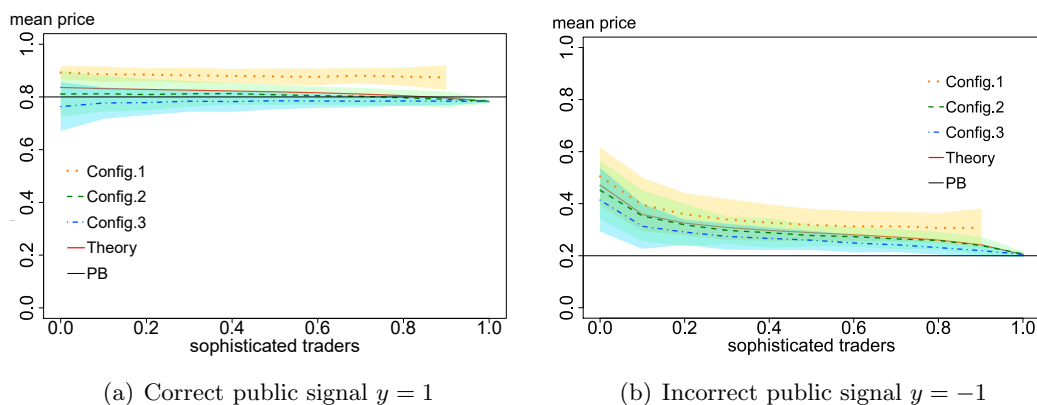 mean price
1.0
0.8
0.6
0.4
0.2
0.0
Config.1
Config.2
Config.3
Theory
PB
0.0 0.2 0.4 0.6 0.8 1.0
sophisticated traders
(a) Correct public signal y = 1
mean price
1.0
0.8
0.6
0.4
0.2
0.0
Config.1
Config.2
Config.3
Theory
PB
0.0 0.2 0.4 0.6 0.8 1.0
sophisticated traders
(b) Incorrect public signal y = −1